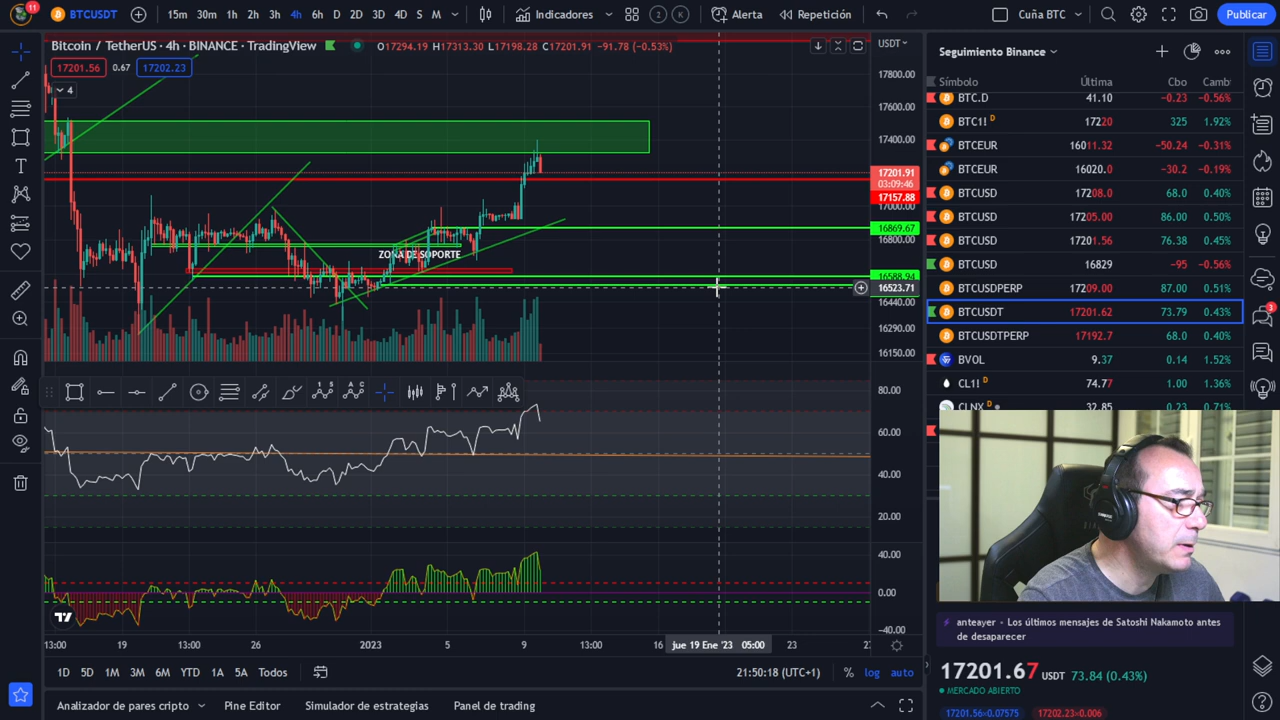 11
BTCUSDT
15m 30m 1h 2h 3h 4h 6h D 2D 3D 4D S M
Indicadores
2 K
Alerta
Repetición
Cuña BTC
Publicar
Bitcoin / TetherUS · 4h · BINANCE · TradingView
O17294.19 H17313.30 L17198.28 C17201.91 −91.78 (−0.53%)
USDT
17201.56 0.67 17202.23
4
17800.00
17600.00
17400.00
17201.91
03:09:46
17157.88
17000.00
16869.67
16800.00
16588.94
16523.71
16440.00
16290.00
16150.00
ZONA DE SOPORTE
80.00
60.00
40.00
20.00
40.00
0.00
−40.00
13:00 19 13:00 26 2023 5 9 13:00 16 jue 19 Ene '23 05:00 23
1D 5D 1M 3M 6M YTD 1A 5A Todos
21:50:18 (UTC+1) % log auto
Analizador de pares cripto Pine Editor Simulador de estrategias Panel de trading
Seguimiento Binance
Símbolo Última Cbo Camb
BTC.D 41.10 −0.23 −0.56%
BTC1! D 17220 325 1.92%
BTCEUR 16011.32 −50.24 −0.31%
BTCEUR 16020.0 −30.2 −0.19%
BTCUSD 17208.0 68.0 0.40%
BTCUSD 17205.00 86.00 0.50%
BTCUSD 17201.56 76.38 0.45%
BTCUSD 16829 −95 −0.56%
BTCUSDPERP 17209.00 87.00 0.51%
BTCUSDT 17201.62 73.79 0.43%
BTCUSDTPERP 17192.7 68.0 0.40%
BVOL 9.37 0.14 1.52%
CL1! D 74.77 1.00 1.36%
CLNX D 32.85 0.23 0.71%
3
anteayer - Los últimos mensajes de Satoshi Nakamoto antes
de desaparecer
17201.67 USDT 73.84 (0.43%)
MERCADO ABIERTO
17201.56×0.07575 17202.23×0.006